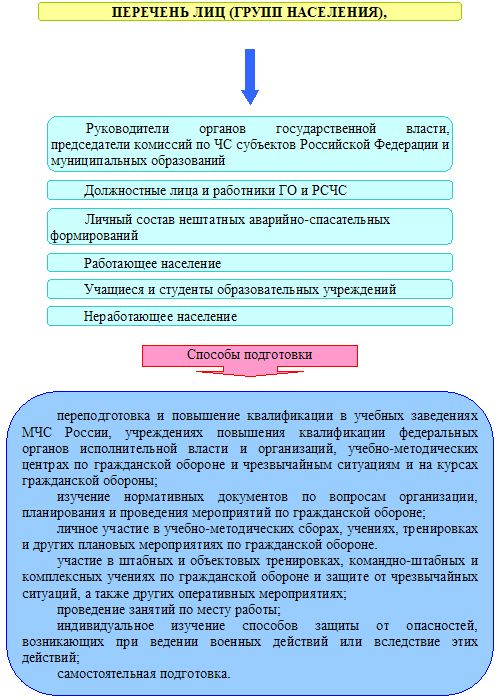 ПЕРЕЧЕНЬ ЛИЦ (ГРУПП НАСЕЛЕНИЯ),
Руководители органов государственной власти,
председатели комиссий по ЧС субъектов Российской Федерации и
муниципальных образований
Должностные лица и работники ГО и РСЧС
Личный состав нештатных аварийно-спасательных
формирований
Работающее население
Учащиеся и студенты образовательных учреждений
Неработающее население
Способы подготовки
переподготовка и повышение квалификации в учебных заведениях
МЧС России, учреждениях повышения квалификации федеральных
органов исполнительной власти и организаций, учебно-методических
центрах по гражданской обороне и чрезвычайным ситуациям и на курсах
гражданской обороны;
изучение нормативных документов по вопросам организации,
планирования и проведения мероприятий по гражданской обороне;
личное участие в учебно-методических сборах, учениях, тренировках
и других плановых мероприятиях по гражданской обороне.
участие в штабных и объектовых тренировках, командно-штабных и
комплексных учениях по гражданской обороне и защите от чрезвычайных
ситуаций, а также других оперативных мероприятиях;
проведение занятий по месту работы;
индивидуальное изучение способов защиты от опасностей,
возникающих при ведении военных действий или вследствие этих
действий;
самостоятельная подготовка.